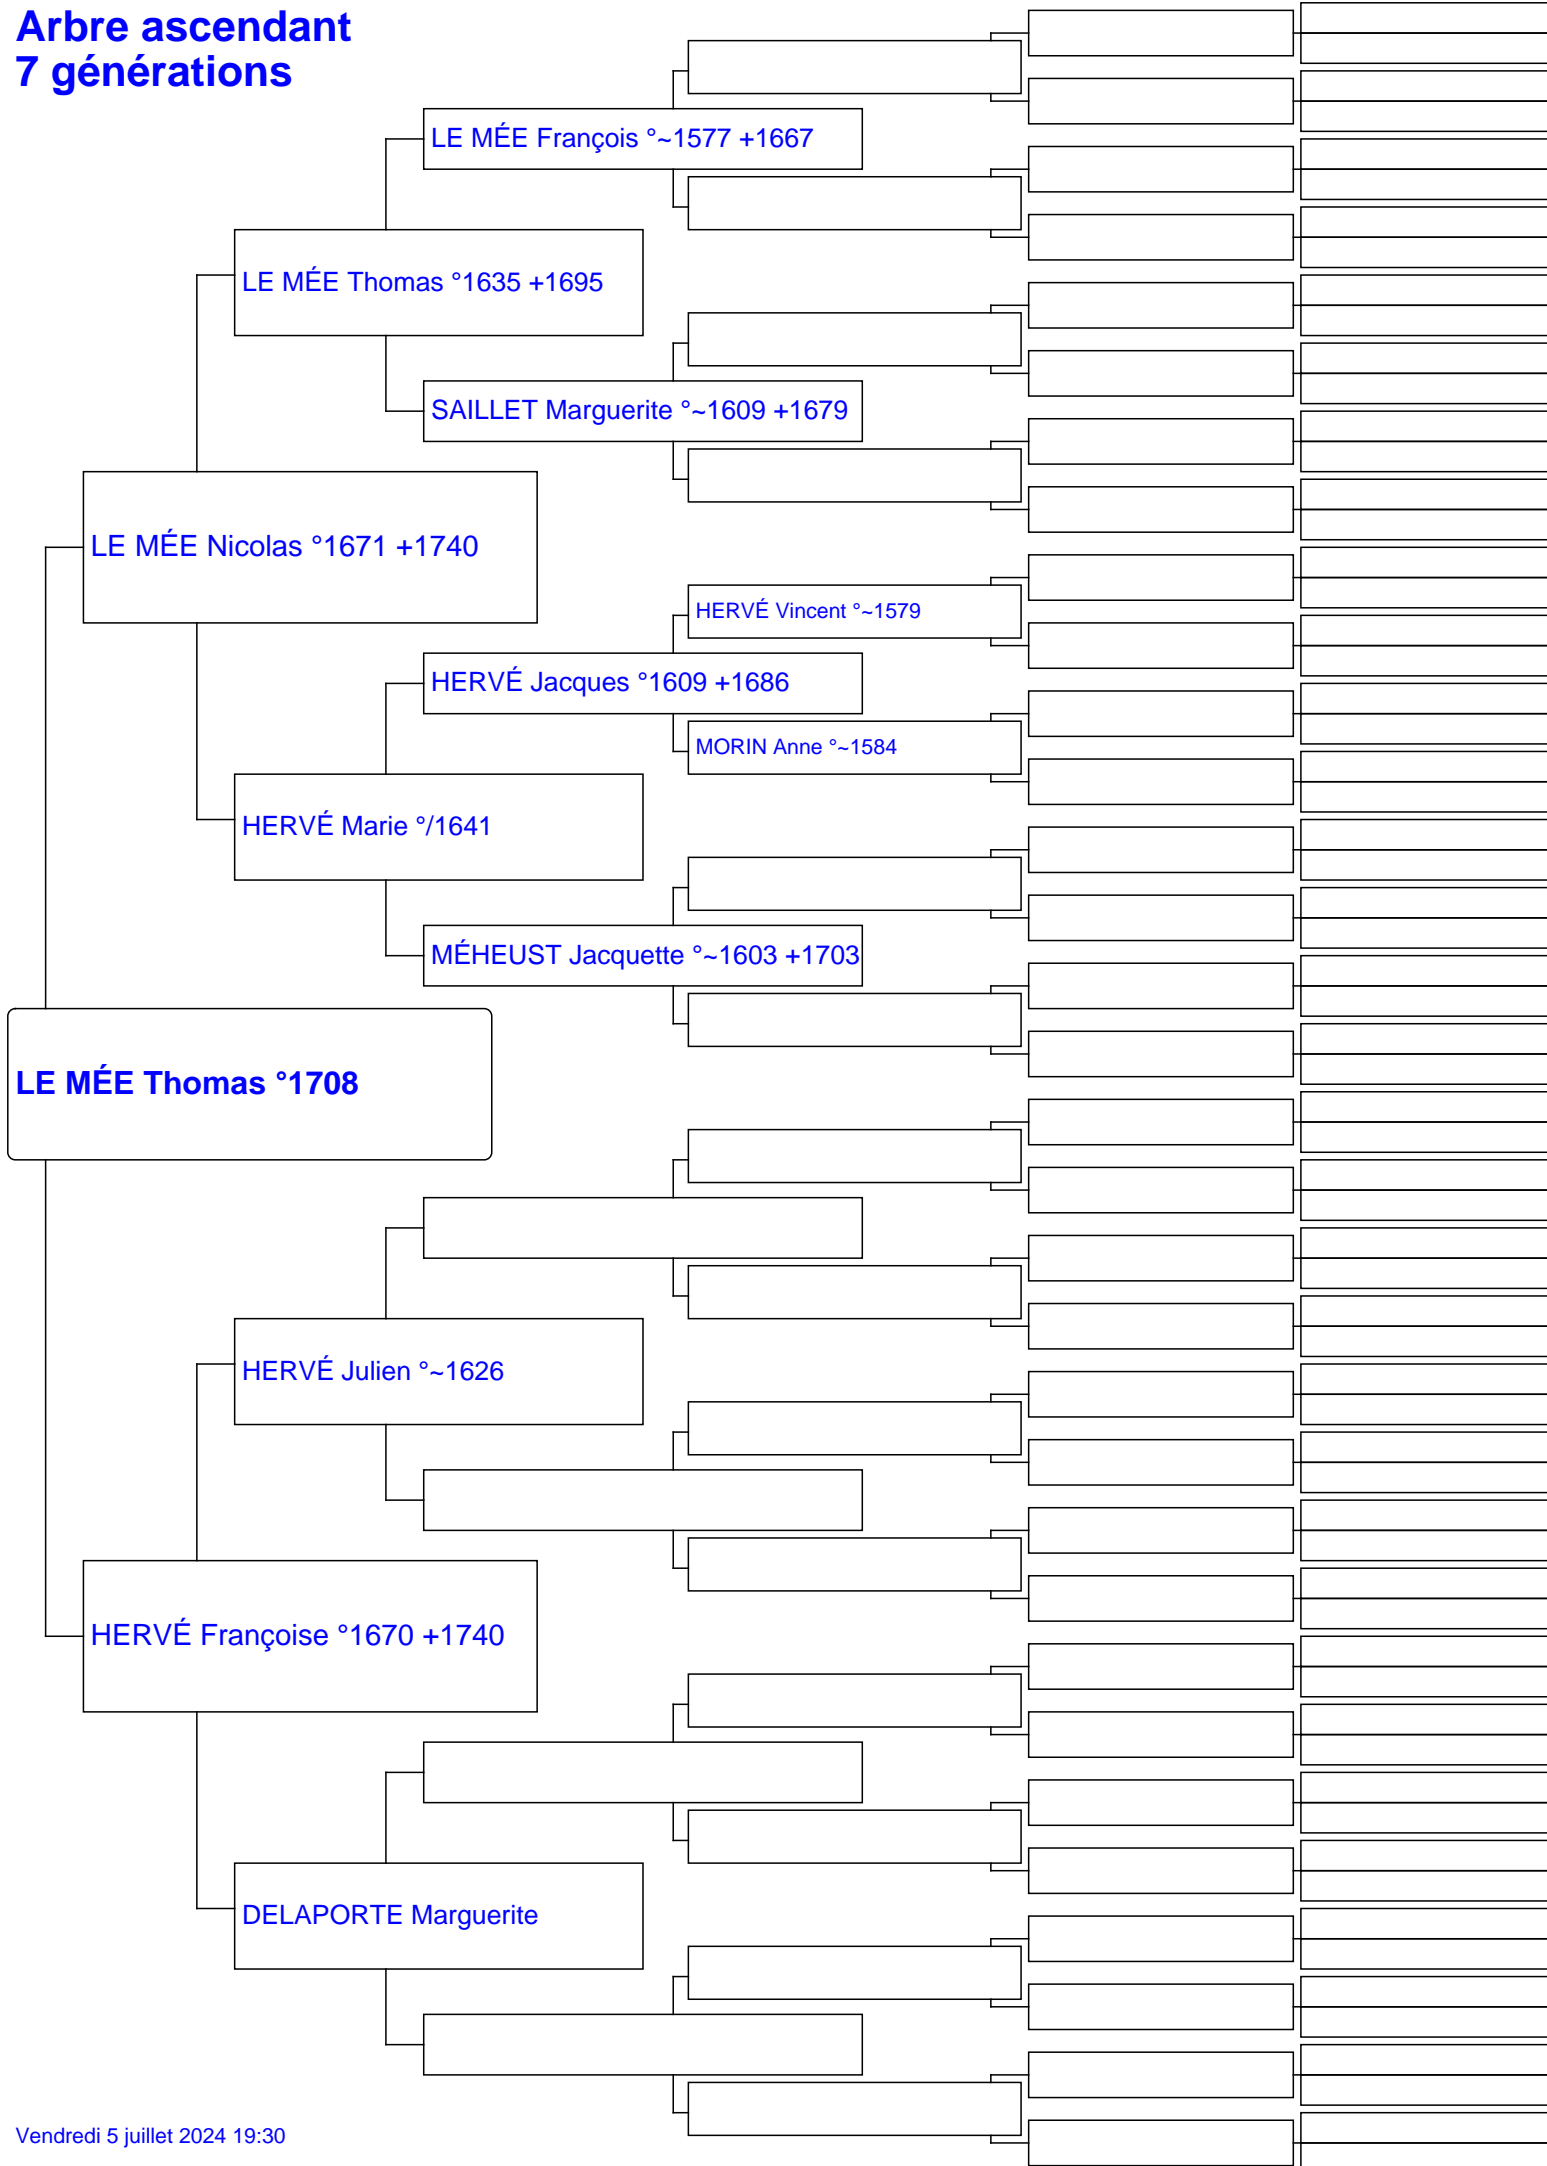 Arbre ascendant
7 générations
LE MÉE François °~1577 +1667
LE MÉE Thomas °1635 +1695
SAILLET Marguerite °~1609 +1679
LE MÉE Nicolas °1671 +1740
HERVÉ Vincent °~1579
HERVÉ Jacques °1609 +1686
MORIN Anne °~1584
HERVÉ Marie °/1641
MÉHEUST Jacquette °~1603 +1703
LE MÉE Thomas °1708
HERVÉ Julien °~1626
HERVÉ Françoise °1670 +1740
DELAPORTE Marguerite
Vendredi 5 juillet 2024 19:30